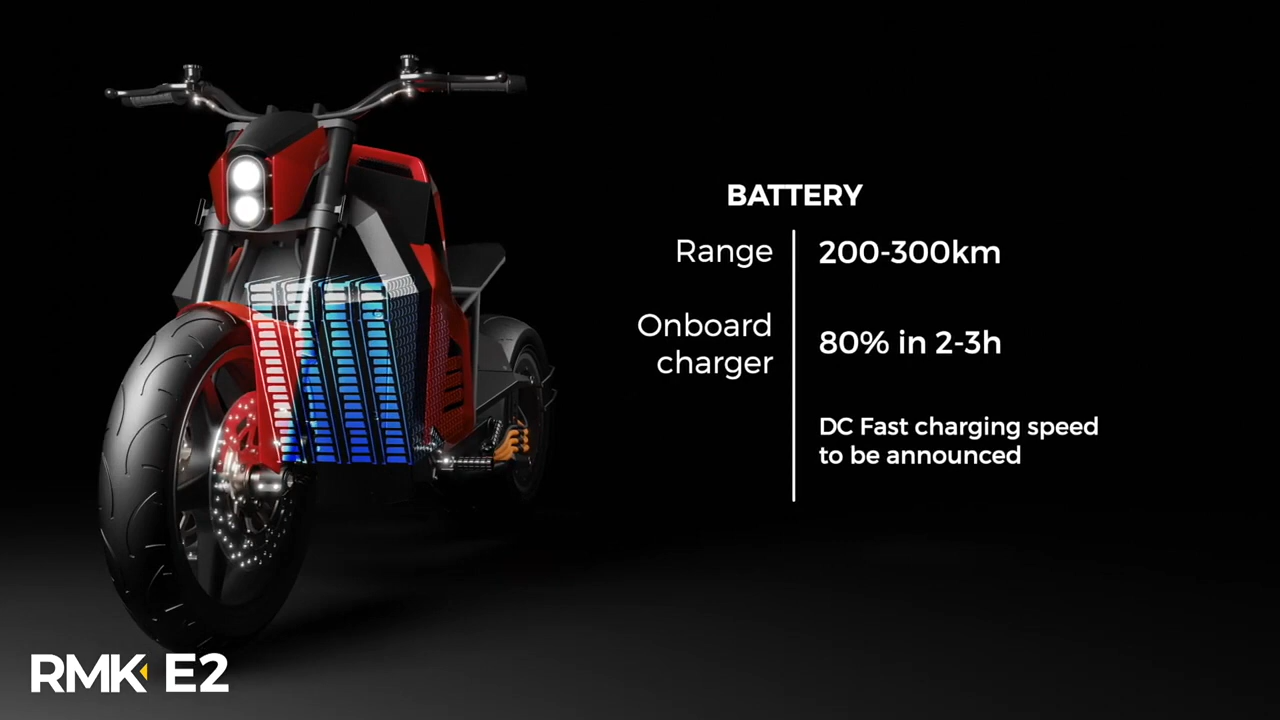 BATTERY
Range
200-300km
Onboard
charger
80% in 2-3h
DC Fast charging speed
to be announced
RMK E2